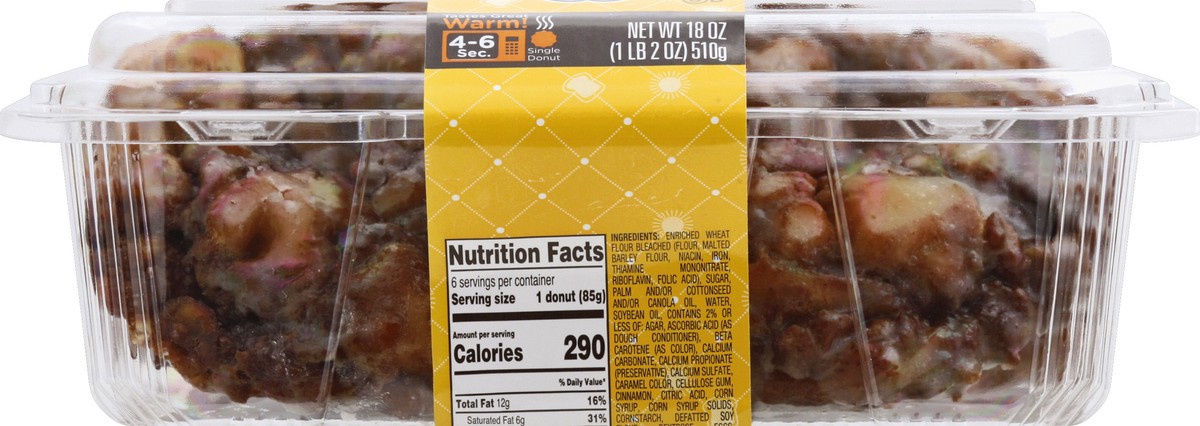 Tastes Great
Warm!
4-6
Sec.
Single
Donut
NET WT 18 OZ
(1 LB 2 OZ) 510g
Nutrition Facts
6 servings per container
Serving size 1 donut (85g)
Amount per serving
Calories 290
% Daily Value*
Total Fat 12g 16%
Saturated Fat 6g 31%
INGREDIENTS: ENRICHED WHEAT
FLOUR BLEACHED (FLOUR, MALTED
BARLEY FLOUR, NIACIN, IRON,
THIAMINE MONONITRATE,
RIBOFLAVIN, FOLIC ACID), SUGAR,
PALM AND/OR COTTONSEED
AND/OR CANOLA OIL, WATER,
SOYBEAN OIL, CONTAINS 2% OR
LESS OF: AGAR, ASCORBIC ACID (AS
DOUGH CONDITIONER), BETA
CAROTENE (AS COLOR), CALCIUM
CARBONATE, CALCIUM PROPIONATE
(PRESERVATIVE), CALCIUM SULFATE,
CARAMEL COLOR, CELLULOSE GUM,
CINNAMON, CITRIC ACID, CORN
SYRUP, CORN SYRUP SOLIDS,
CORNSTARCH, DEFATTED SOY